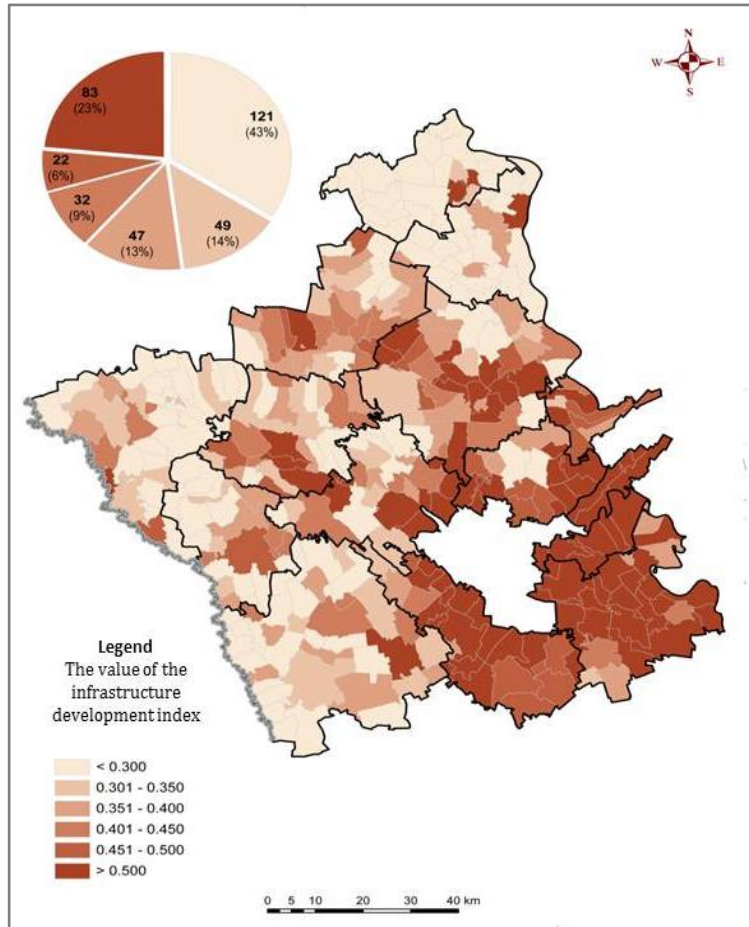 N
W E
S
83
(23%)
121
(43%)
22
(6%)
32
(9%)
47
(13%)
49
(14%)
Legend
The value of the
infrastructure
development index
< 0.300
0.301 - 0.350
0.351 - 0.400
0.401 - 0.450
0.451 - 0.500
> 0.500
0 5 10 20 30 40 km